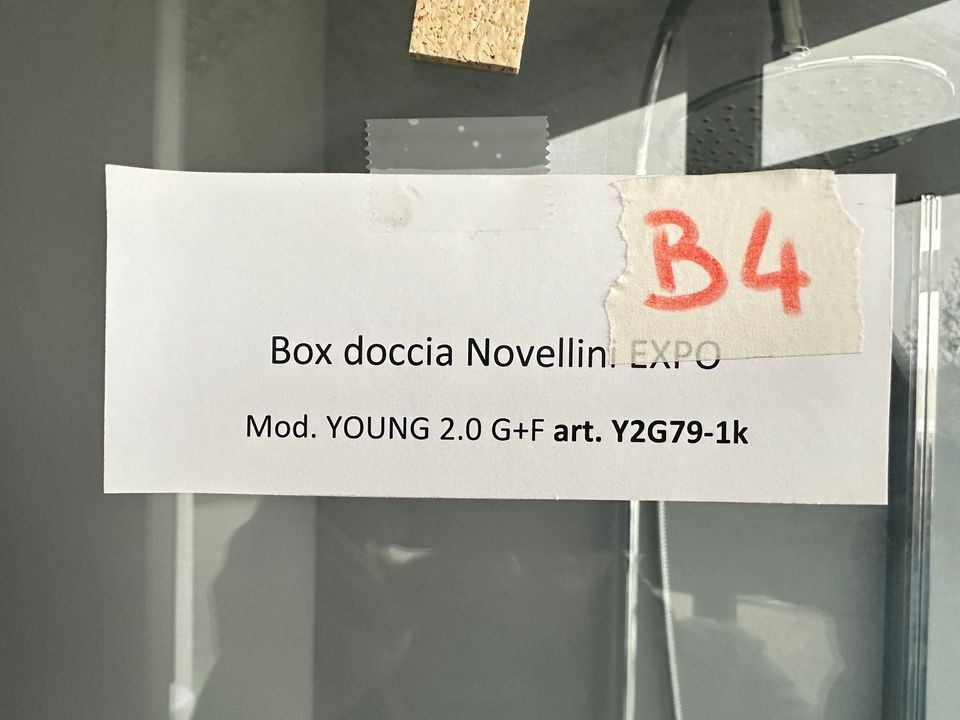 B4
Box doccia Novellini EXPO
Mod. YOUNG 2.0 G+F art. Y2G79-1k